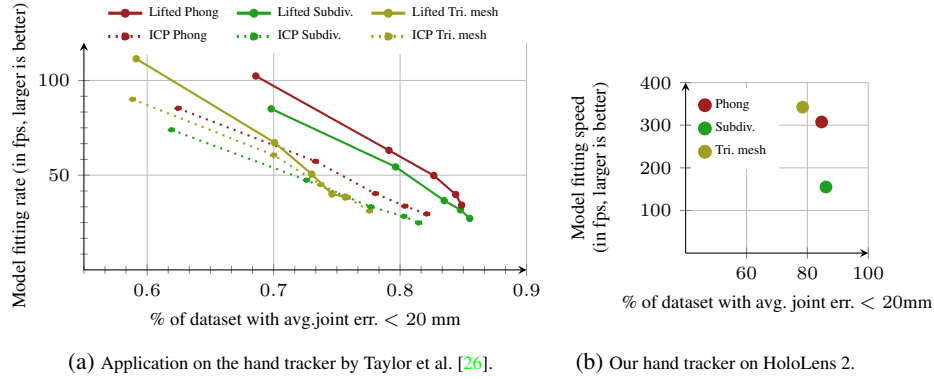 Lifted Phong Lifted Subdiv. Lifted Tri. mesh
ICP Phong ICP Subdiv. ICP Tri. mesh
Model fitting rate (in fps, larger is better)
100
50
0.6 0.7 0.8 0.9
% of dataset with avg.joint err. < 20 mm
(a) Application on the hand tracker by Taylor et al. [26].
Model fitting speed
(in fps, larger is better)
400
300
200
100
Phong
Subdiv.
Tri. mesh
60 80 100
% of dataset with avg. joint err. < 20mm
(b) Our hand tracker on HoloLens 2.